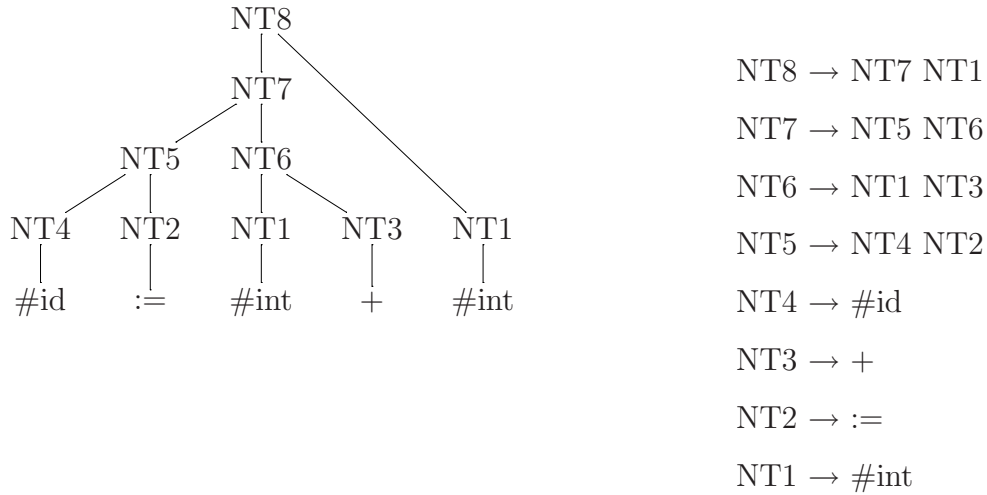 NT8
NT7
NT5 NT6
NT4 NT2 NT1 NT3 NT1
#id := #int + #int
NT8 → NT7 NT1
NT7 → NT5 NT6
NT6 → NT1 NT3
NT5 → NT4 NT2
NT4 → #id
NT3 → +
NT2 → :=
NT1 → #int